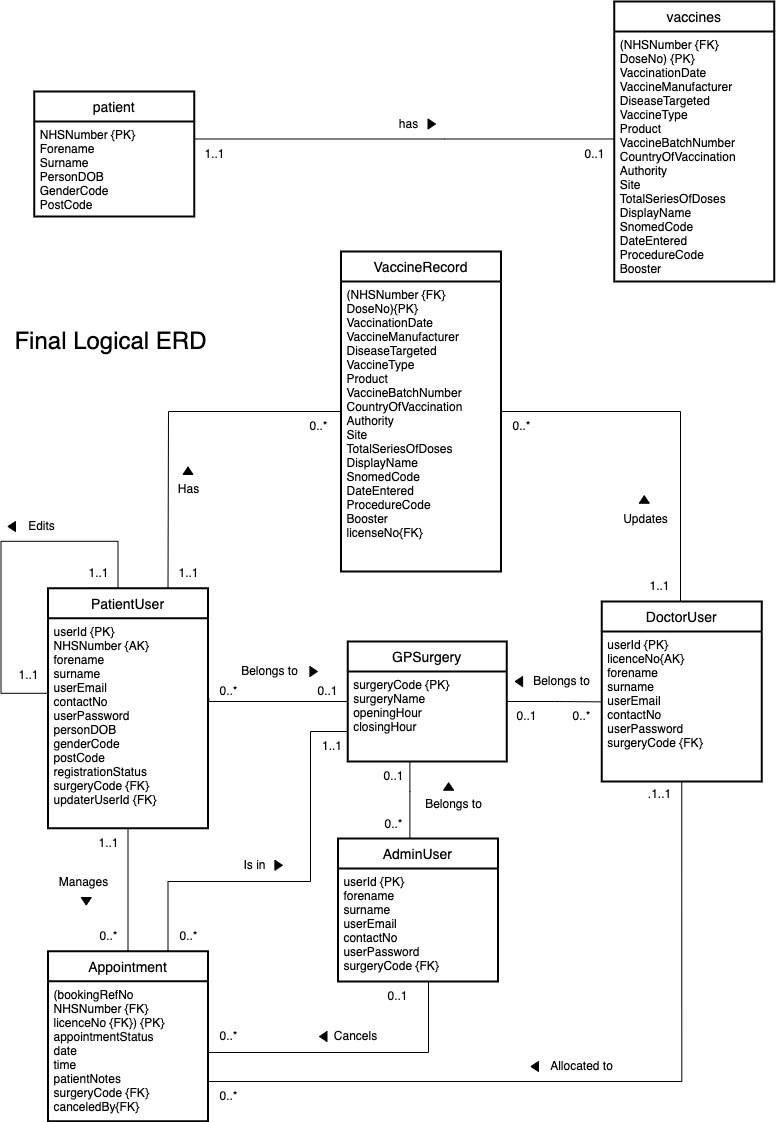 vaccines
(NHSNumber {FK}
DoseNo) {PK}
VaccinationDate
VaccineManufacturer
DiseaseTargeted
VaccineType
Product
VaccineBatchNumber
CountryOfVaccination
Authority
Site
TotalSeriesOfDoses
DisplayName
SnomedCode
DateEntered
ProcedureCode
Booster
patient
NHSNumber {PK}
Forename
Surname
PersonDOB
GenderCode
PostCode
has
1..1
0..1
Final Logical ERD
VaccineRecord
(NHSNumber {FK}
DoseNo){PK}
VaccinationDate
VaccineManufacturer
DiseaseTargeted
VaccineType
Product
VaccineBatchNumber
CountryOfVaccination
Authority
Site
TotalSeriesOfDoses
DisplayName
SnomedCode
DateEntered
ProcedureCode
Booster
licenseNo{FK}
0..*
0..*
Has
Updates
Edits
1..1
1..1
1..1
1..1
PatientUser
userId {PK}
NHSNumber {AK}
forename
surname
userEmail
contactNo
userPassword
personDOB
genderCode
postCode
registrationStatus
surgeryCode {FK}
updaterUserId {FK}
Belongs to
0..*
0..1
GPSurgery
surgeryCode {PK}
surgeryName
openingHour
closingHour
Belongs to
0..1
0..*
DoctorUser
userId {PK}
licenceNo{AK}
forename
surname
userEmail
contactNo
userPassword
surgeryCode {FK}
1..1
0..1
Belongs to
0..*
.1..1
1..1
Manages
0..*
Is in
0..*
AdminUser
userId {PK}
forename
surname
userEmail
contactNo
userPassword
surgeryCode {FK}
0..1
Appointment
(bookingRefNo
NHSNumber {FK}
licenceNo {FK}) {PK}
appointmentStatus
date
time
patientNotes
surgeryCode {FK}
canceledBy{FK}
0..*
Cancels
Allocated to
0..*